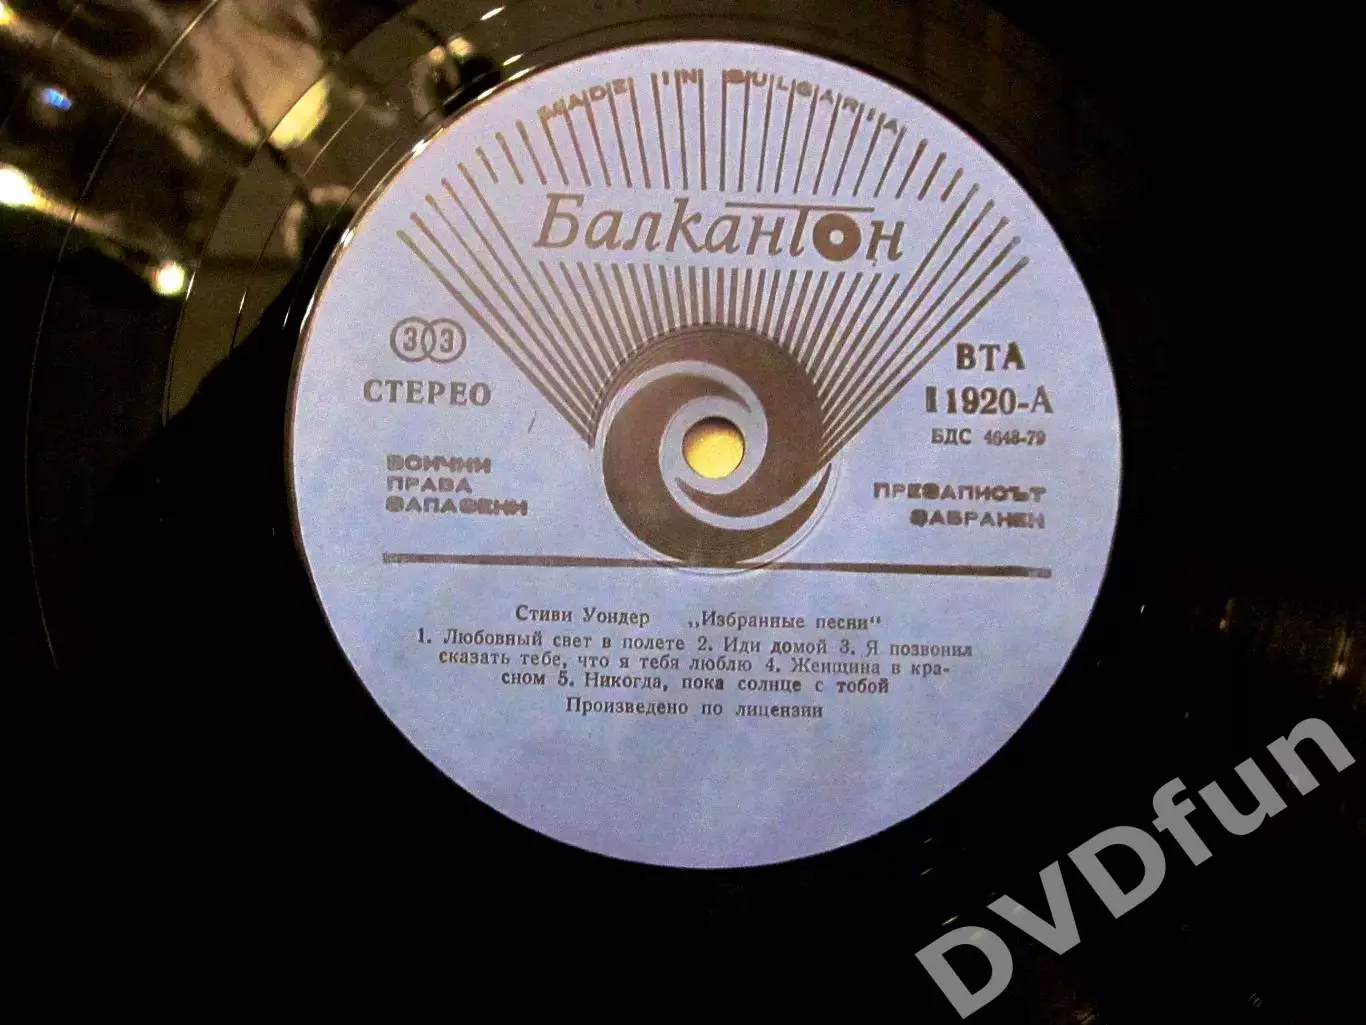 MADE IN BULGARIA
БалканТон
33
СТЕРЕО
ВТА
11920-А
БДС 4648-79
ВСИЧКИ
ПРАВА
ЗАПАЗЕНИ
ПРЕЗАПИСЪТ
ЗАБРАНЕН
Стиви Уондер „Избранные песни“
1. Любовный свет в полете 2. Иди домой 3. Я позвонил
сказать тебе, что я тебя люблю 4. Женщина в кра-
сном 5. Никогда, пока солнце с тобой
Произведено по лицензии
DVDfun